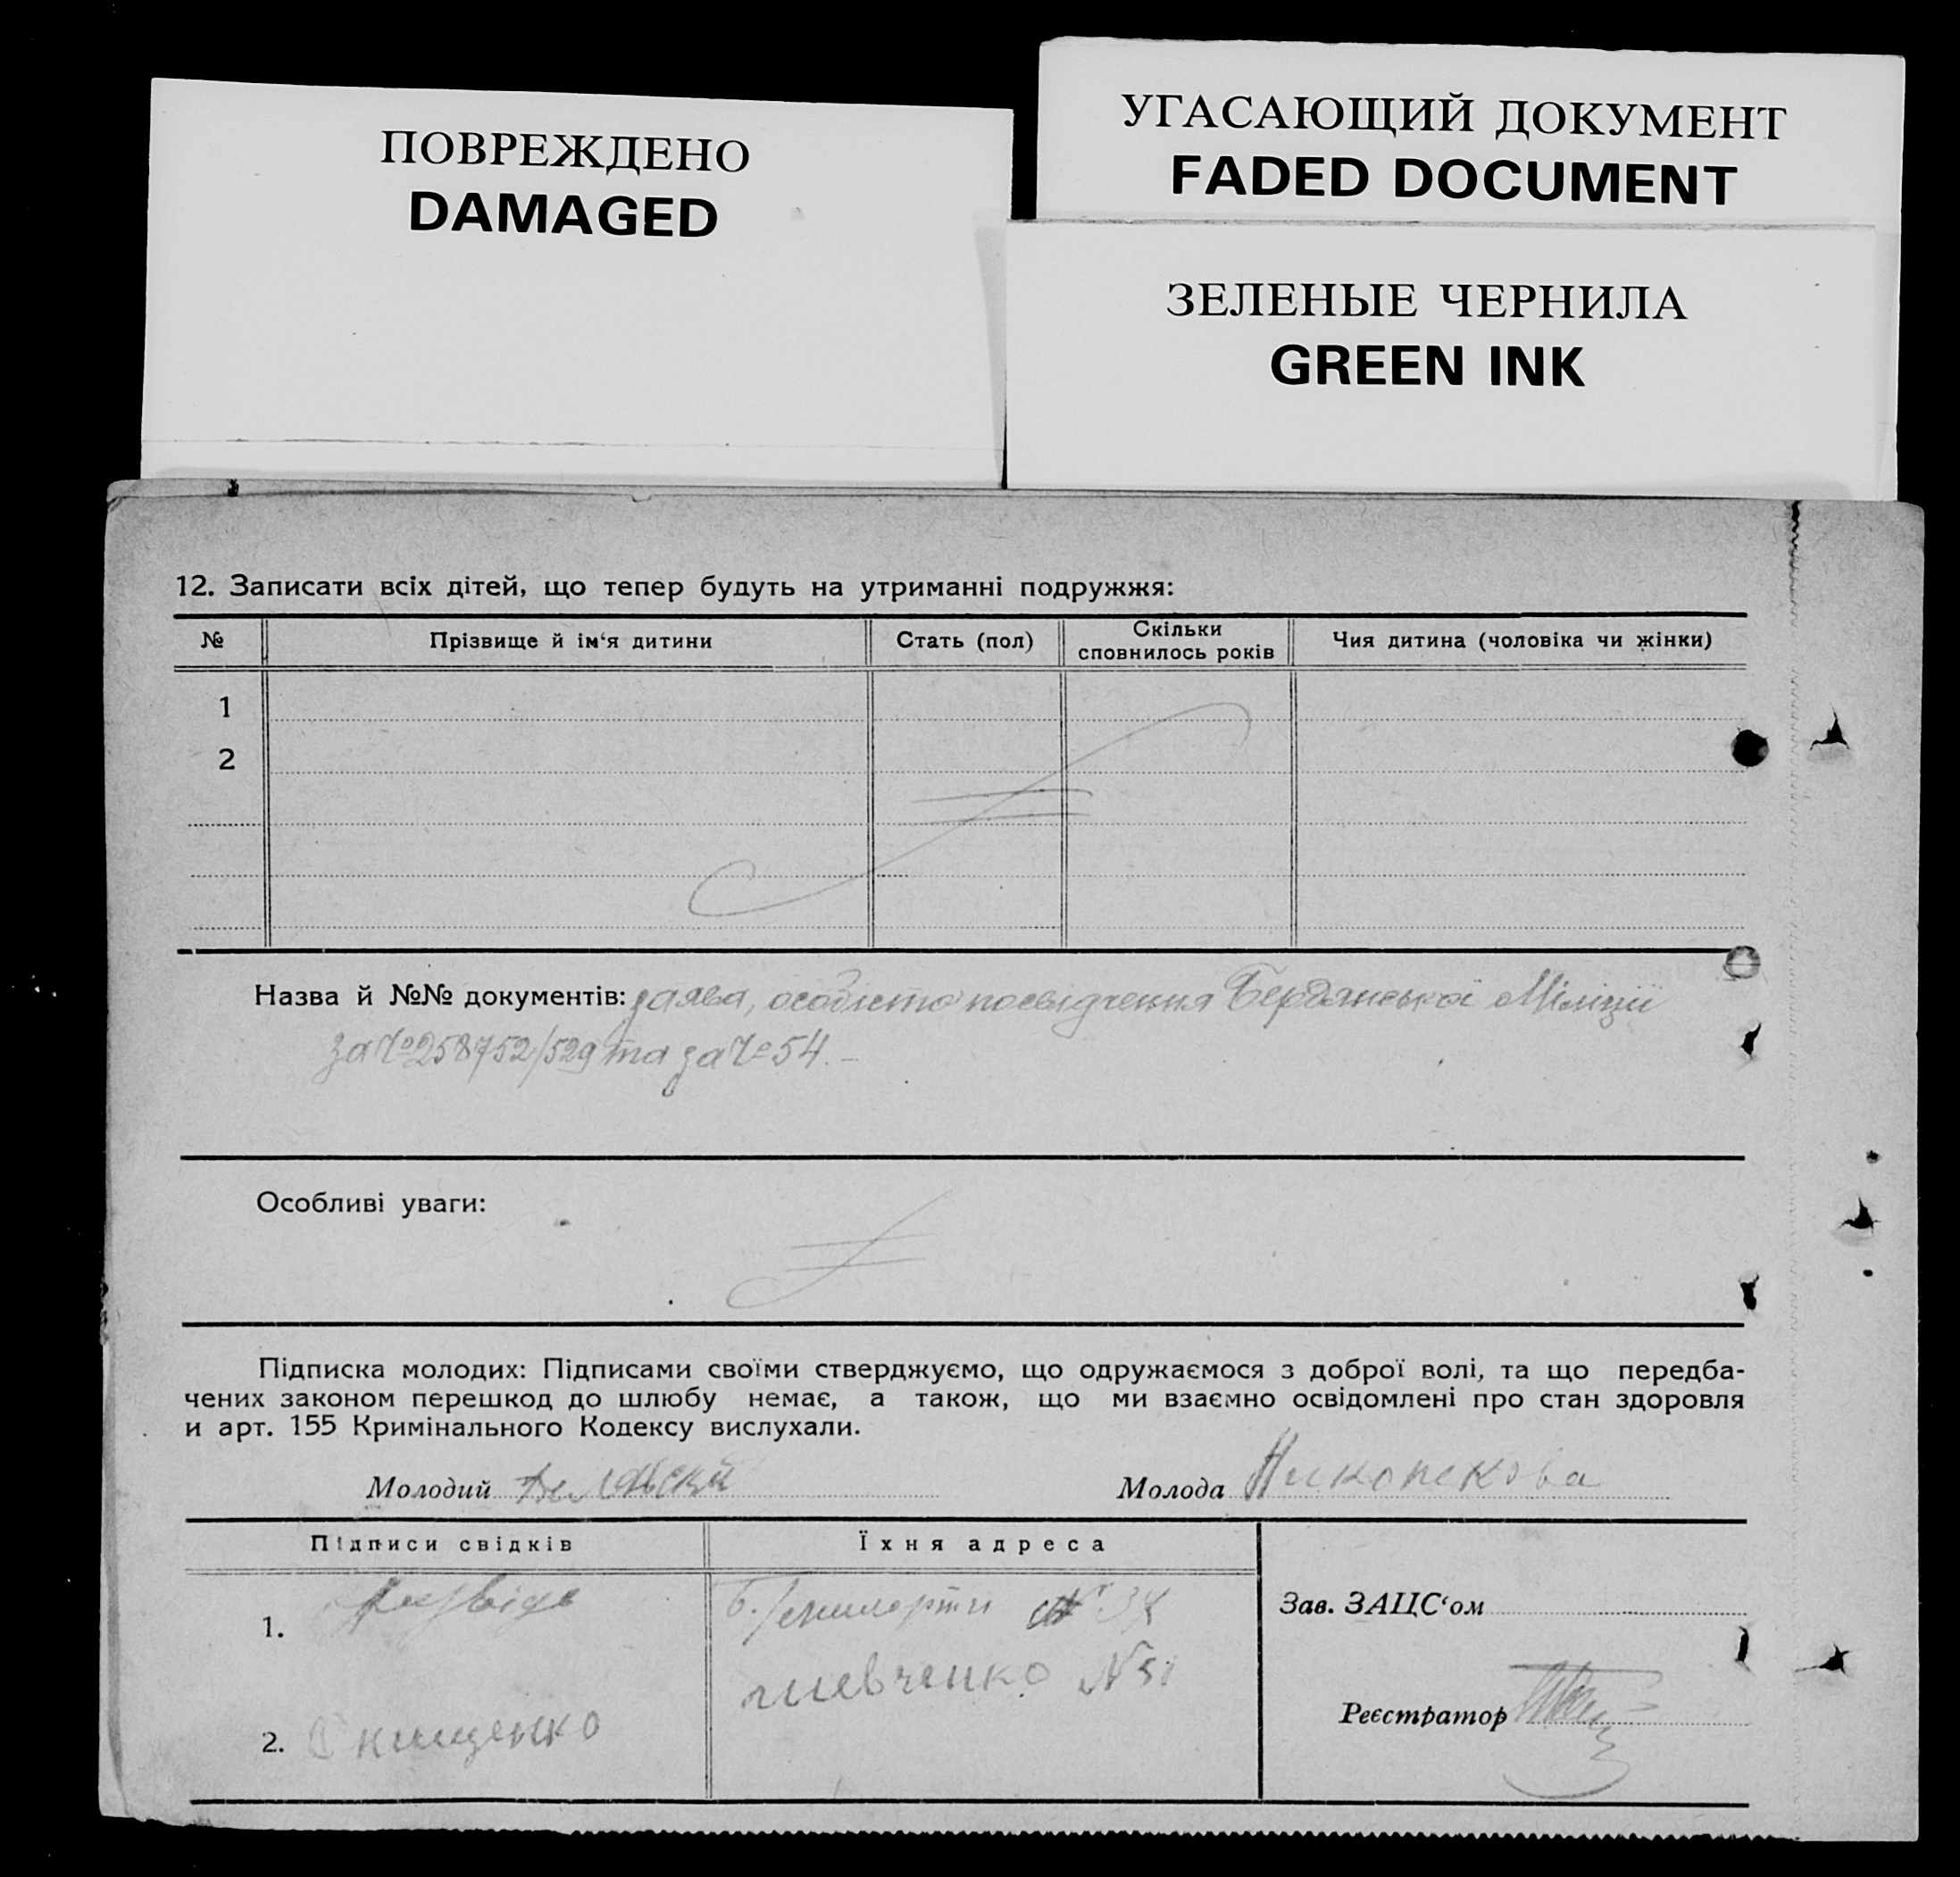 ПОВРЕЖДЕНО
DAMAGED
УГАСАЮЩИЙ ДОКУМЕНТ
FADED DOCUMENT
ЗЕЛЕНЫЕ ЧЕРНИЛА
GREEN INK
12. Записати всіх дітей, що тепер будуть на утриманні подружжя:
№ Прізвище й ім‘я дитини Стать (пол) Скільки сповнилось років Чия дитина (чоловіка чи жінки)
1
2
Назва й №№ документів: заява, особисто посвідчення Бердянської Міліції
за №258752/529 та за №54. –
Особливі уваги:
Підписка молодих: Підписами своїми стверджуємо, що одружаємося з доброї волі, та що передба-
чених законом перешкод до шлюбу немає, а також, що ми взаємно освідомлені про стан здоровля
и арт. 155 Кримінального Кодексу вислухали.
Молодий Молода
Підписи свідків Їхня адреса
1. № 38
шевченко №51
2. Онищенко
Зав. ЗАЦС‘ом
Реєстратор